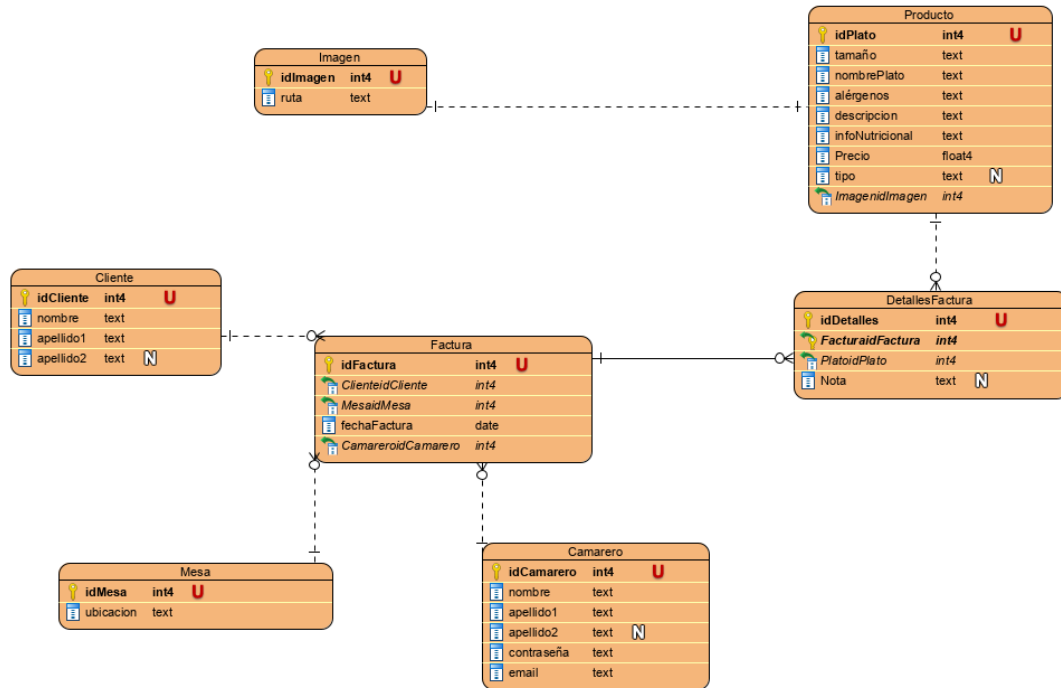 Producto
idPlato int4 U
tamaño text
nombrePlato text
alérgenos text
descripcion text
infoNutricional text
Precio float4
tipo text N
ImagenidImagen int4
Imagen
idImagen int4 U
ruta text
Cliente
idCliente int4 U
nombre text
apellido1 text
apellido2 text N
Factura
idFactura int4 U
ClienteidCliente int4
MesaidMesa int4
fechaFactura date
CamareroidCamarero int4
DetallesFactura
idDetalles int4 U
FacturaidFactura int4
PlatoidPlato int4
Nota text N
Mesa
idMesa int4 U
ubicacion text
Camarero
idCamarero int4 U
nombre text
apellido1 text
apellido2 text N
contraseña text
email text